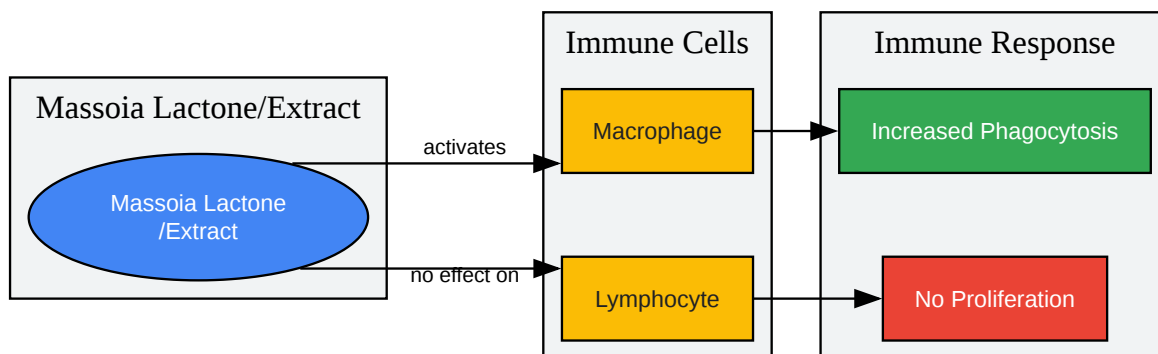 Massoia Lactone/Extract
Massoia Lactone
/Extract
activates
no effect on
Immune Cells
Macrophage
Lymphocyte
Immune Response
Increased Phagocytosis
No Proliferation